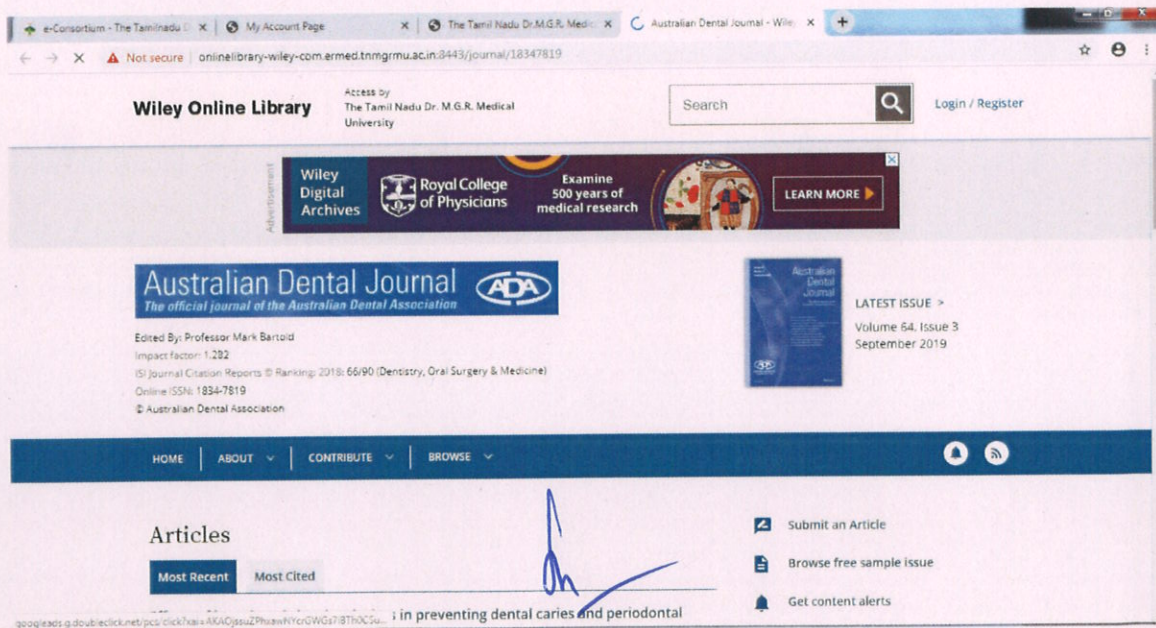 e-Consortium - The Tamilnadu D
My Account Page
The Tamil Nadu Dr.M.G.R. Medic
Australian Dental Journal - Wile
Not secure | onlinelibrary-wiley-com.ermed.tnmgrmu.ac.in:8443/journal/18347819
Wiley Online Library
Access by
The Tamil Nadu Dr. M.G.R. Medical
University
Search
Login / Register
Advertisement
Wiley
Digital
Archives
Royal College
of Physicians
Examine
500 years of
medical research
LEARN MORE
Australian Dental Journal
The official journal of the Australian Dental Association
ADA
Australian
Dental
Journal
LATEST ISSUE >
Volume 64, Issue 3
September 2019
Edited By: Professor Mark Bartold
Impact factor: 1.282
ISI Journal Citation Reports © Ranking: 2018: 66/90 (Dentistry, Oral Surgery & Medicine)
Online ISSN: 1834-7819
© Australian Dental Association
HOME
ABOUT
CONTRIBUTE
BROWSE
Articles
Most Recent
Most Cited
in preventing dental caries and periodontal
Submit an Article
Browse free sample issue
Get content alerts